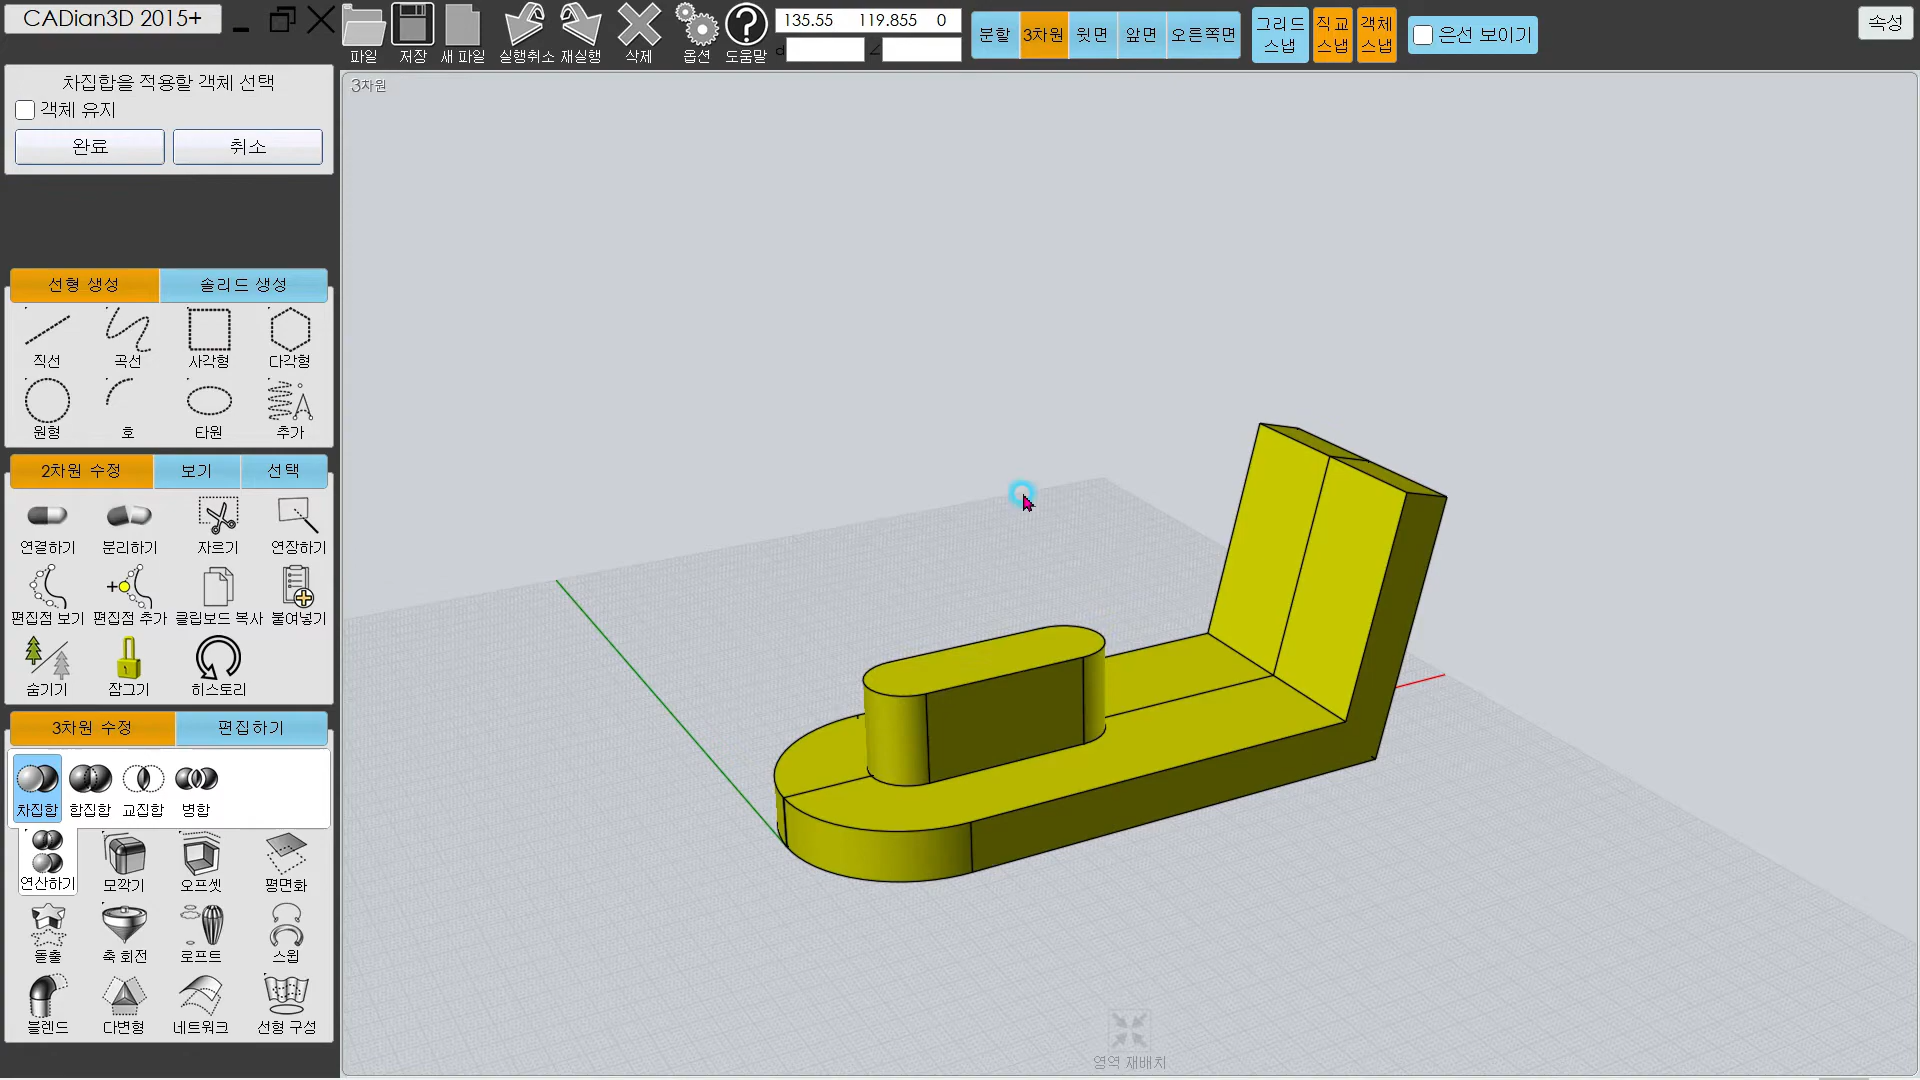 CADian3D 2015+
파일
저장
새 파일
실행취소
재실행
삭제
옵션
도움말
135.55 119.855 0
d
∠
분할
3차원
윗면
앞면
오른쪽면
그리드
스냅
직교
스냅
객체
스냅
은선 보이기
속성
차집합을 적용할 객체 선택
객체 유지
완료
취소
3차원
선형 생성
솔리드 생성
직선
곡선
사각형
다각형
원형
호
타원
추가
2차원 수정
보기
선택
연결하기
분리하기
자르기
연장하기
편집점 보기
편집점 추가
클립보드 복사
붙여넣기
숨기기
잠그기
히스토리
3차원 수정
편집하기
차집합
합집합
교집합
병합
연산하기
모깍기
오프셋
평면화
돌출
축 회전
로프트
스윕
블렌드
다변형
네트워크
선형 구성
영역 재배치